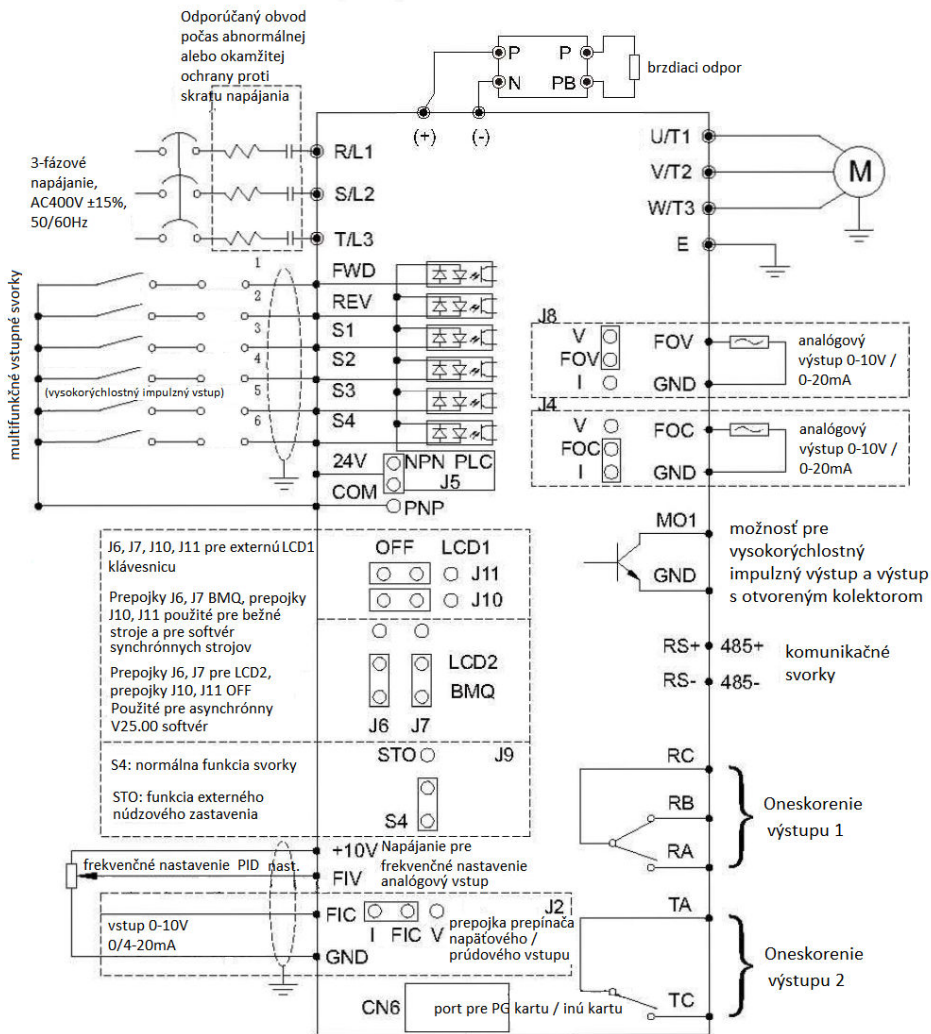 Odporúčaný obvod
počas abnormálnej
alebo okamžitej
ochrany proti
skratu napájania
P
P
N
PB
brzdiaci odpor
(+)
(-)
3-fázové
napájanie,
AC400V ±15%,
50/60Hz
R/L1
S/L2
T/L3
U/T1
V/T2
W/T3
E
M
multifunkčné vstupné svorky
1
FWD
2
REV
3
S1
4
S2
(vysokorýchlostný impulzný vstup)
5
S3
6
S4
24V
NPN PLC
J5
COM
PNP
J8
V
FOV
I
FOV
GND
analógový
výstup 0-10V /
0-20mA
J4
V
FOC
I
FOC
GND
analógový
výstup 0-10V /
0-20mA
MO1
GND
možnosť pre
vysokorýchlostný
impulzný výstup a výstup
s otvoreným kolektorom
J6, J7, J10, J11 pre externú LCD1
klávesnicu
Prepojky J6, J7 BMQ, prepojky
J10, J11 použité pre bežné
stroje a pre softvér
synchrónnych strojov
Prepojky J6, J7 pre LCD2,
prepojky J10, J11 OFF
Použité pre asynchrónny
V25.00 softvér
OFF
LCD1
J11
J10
LCD2
BMQ
J6
J7
RS+
485+
RS-
485-
komunikačné
svorky
S4: normálna funkcia svorky
STO: funkcia externého
núdzového zastavenia
STO
J9
S4
RC
RB
RA
Oneskorenie
výstupu 1
+10V
Napájanie pre
frekvenčné nastavenie
analógový vstup
frekvenčné nastavenie PID nast.
FIV
vstup 0-10V
0/4-20mA
FIC
I
FIC
V
J2
prepojka prepínača
napäťového /
prúdového vstupu
GND
TA
TC
Oneskorenie
výstupu 2
CN6
port pre PG kartu / inú kartu